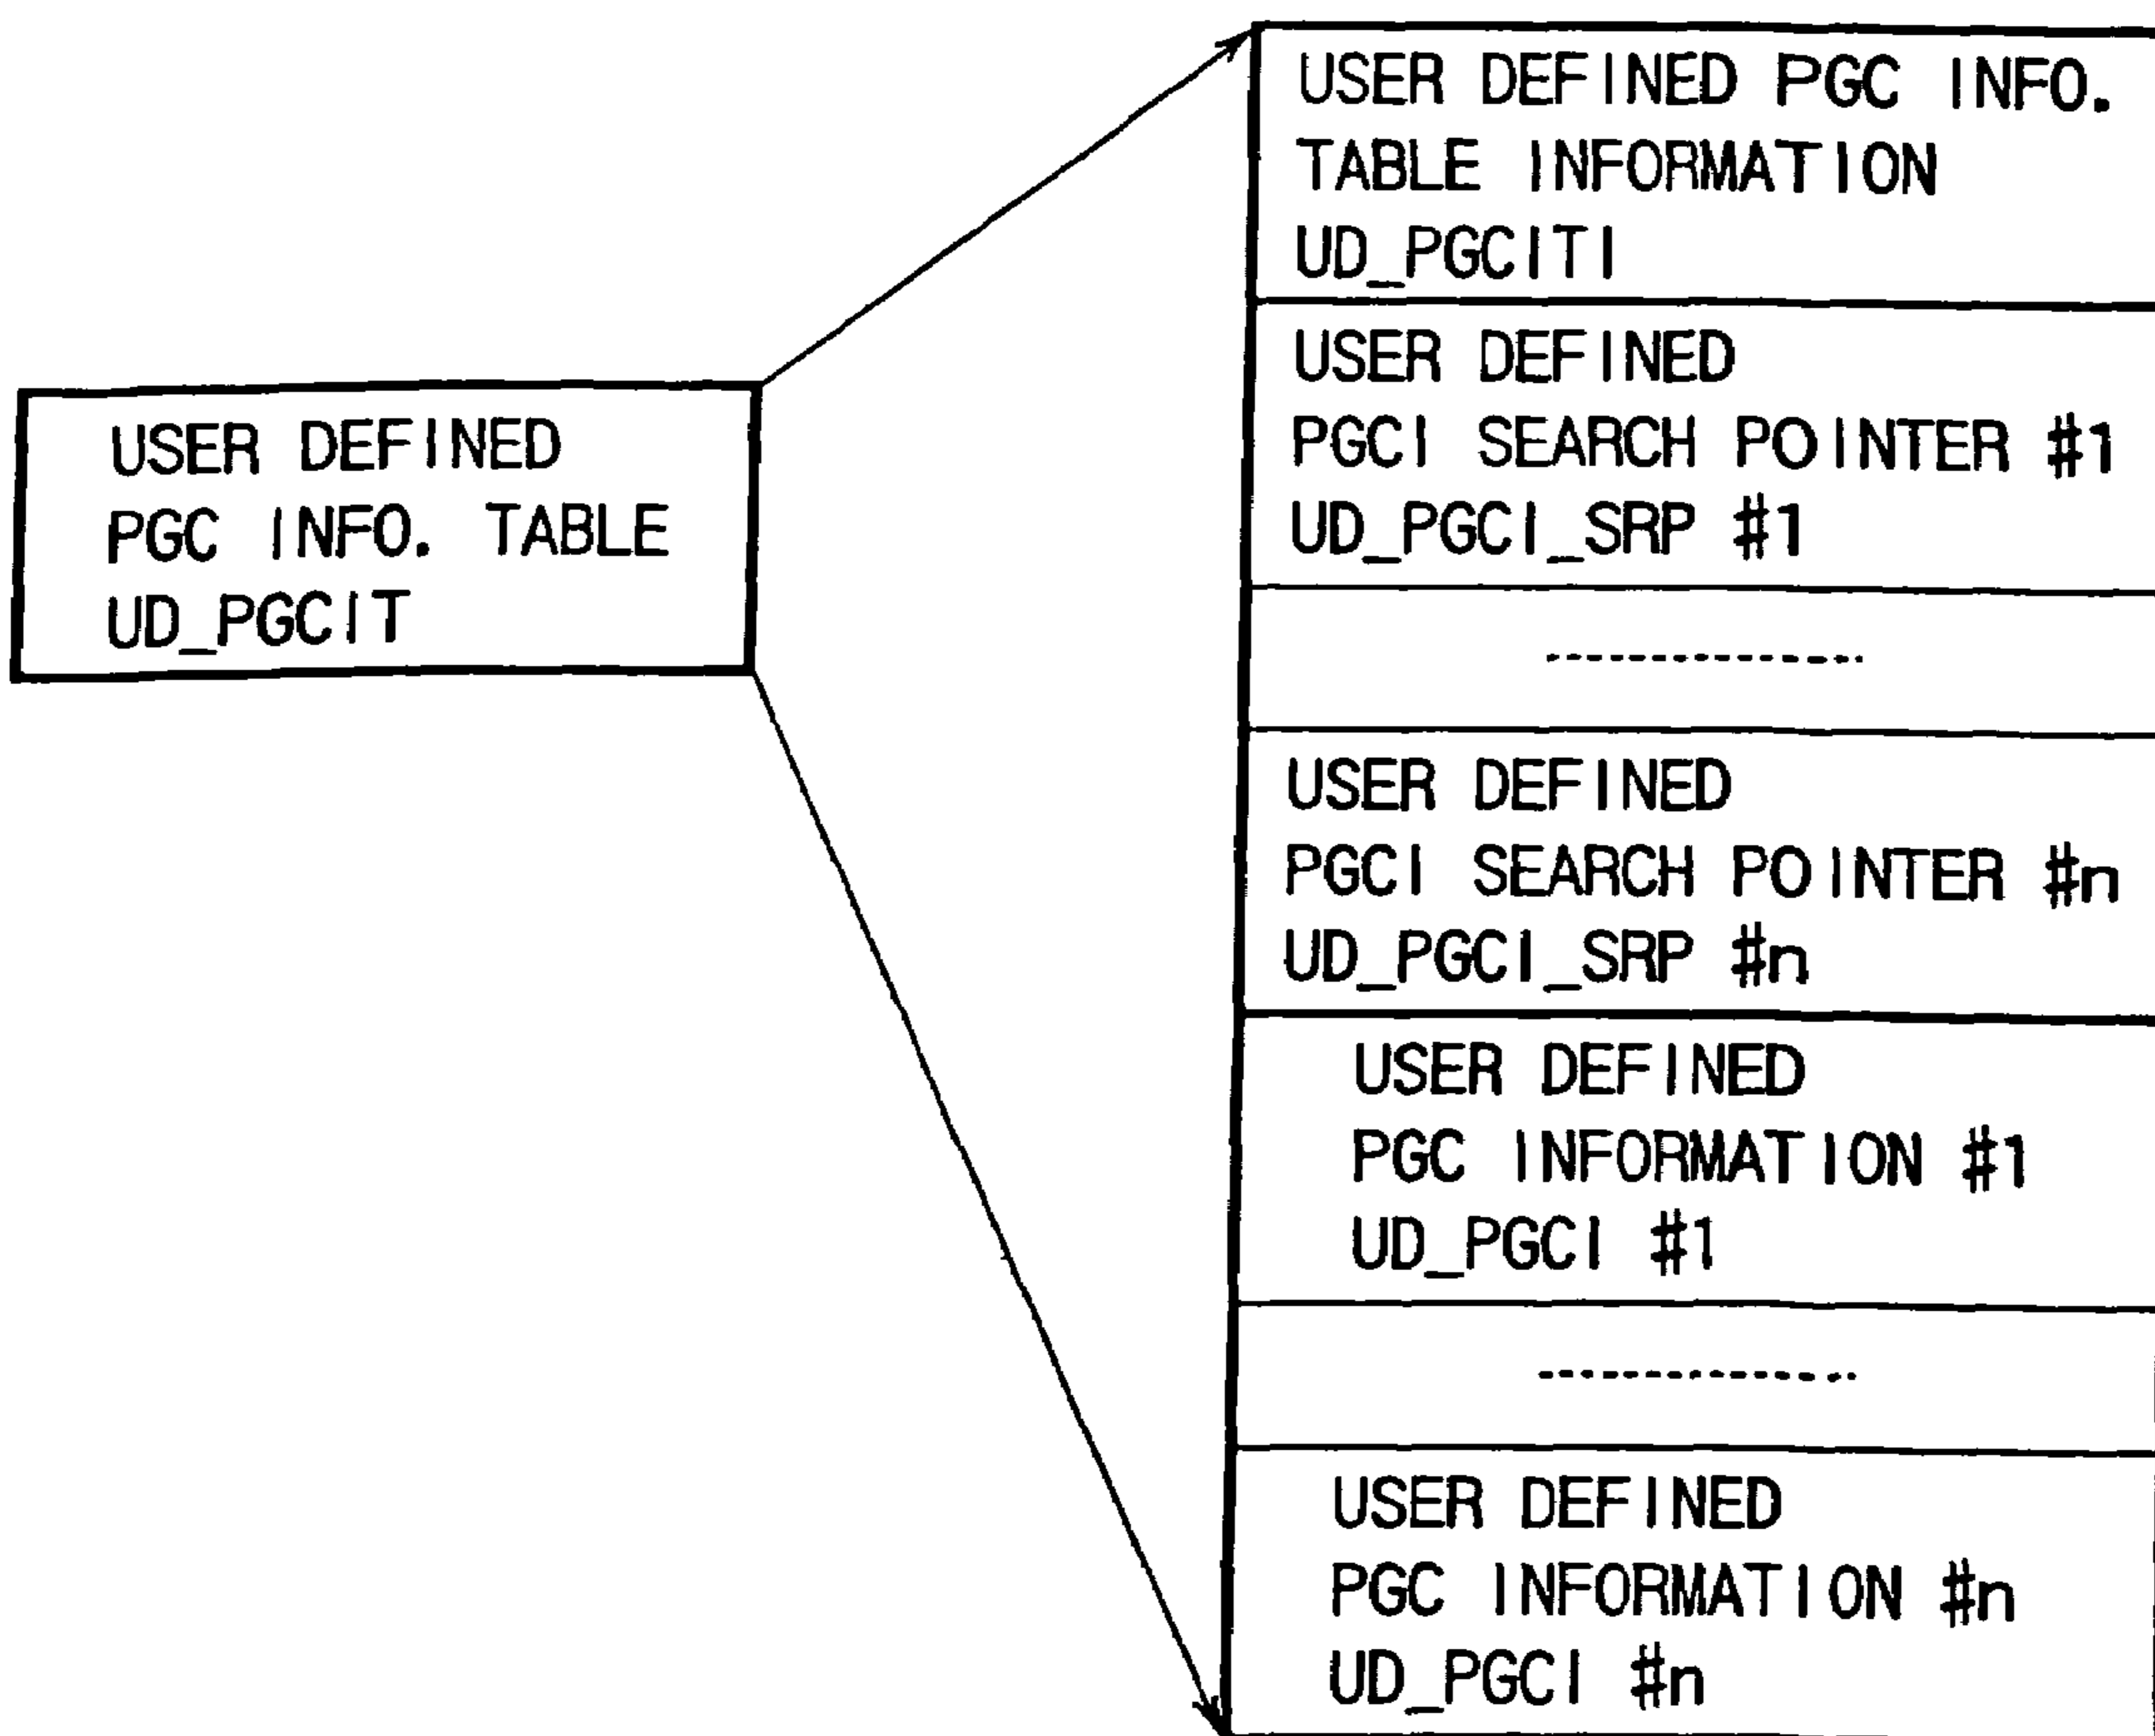 USER DEFINED
PGC INFO. TABLE
UD_PGCIT
USER DEFINED PGC INFO.
TABLE INFORMATION
UD_PGCITI
USER DEFINED
PGCI SEARCH POINTER #1
UD_PGCI_SRP #1
USER DEFINED
PGCI SEARCH POINTER #n
UD_PGCI_SRP #n
USER DEFINED
PGC INFORMATION #1
UD_PGCI #1
USER DEFINED
PGC INFORMATION #n
UD_PGCI #n